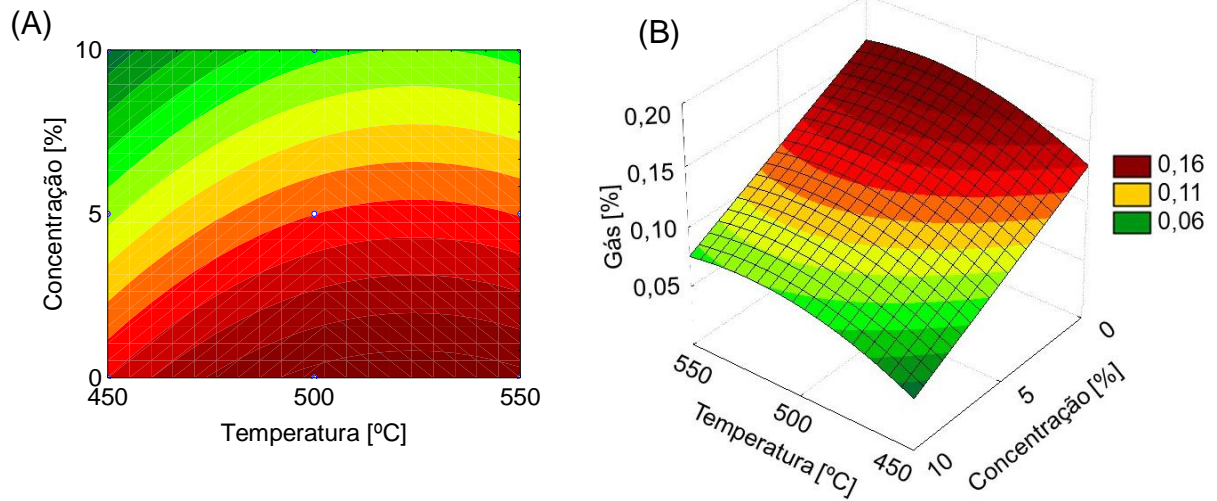 (A)
Concentração [%]
10
5
0
450
500
550
Temperatura [ºC]
(B)
Gás [%]
0,20
0,15
0,10
0,05
550
500
450
Temperatura [ºC]
10
5
0
Concentração [%]
0,16
0,11
0,06